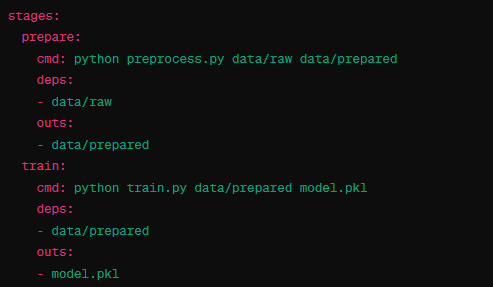 stages:
  prepare:
    cmd: python preprocess.py data/raw data/prepared
    deps:
    - data/raw
    outs:
    - data/prepared
  train:
    cmd: python train.py data/prepared model.pkl
    deps:
    - data/prepared
    outs:
    - model.pkl